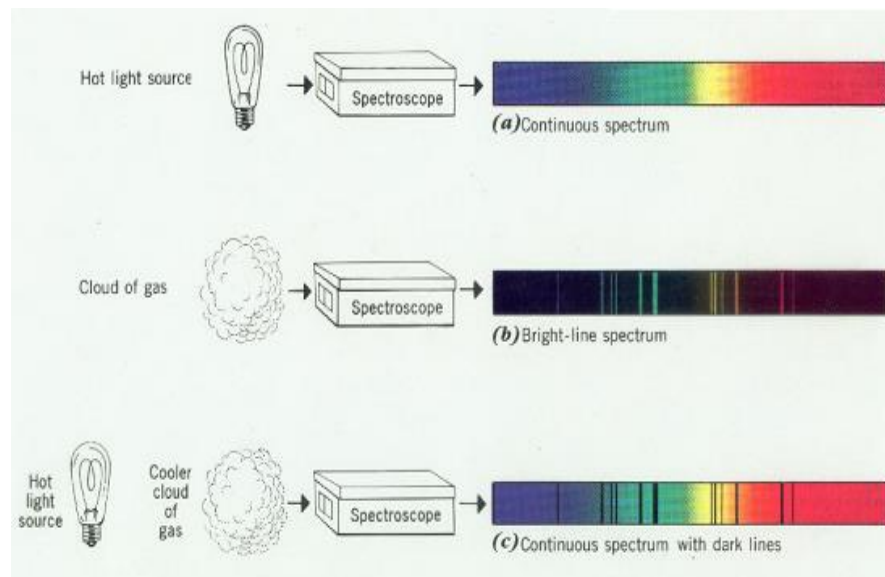 Hot light source
Spectroscope
(a) Continuous spectrum
Cloud of gas
Spectroscope
(b) Bright-line spectrum
Hot
light
source
Cooler
cloud
of
gas
Spectroscope
(c) Continuous spectrum with dark lines